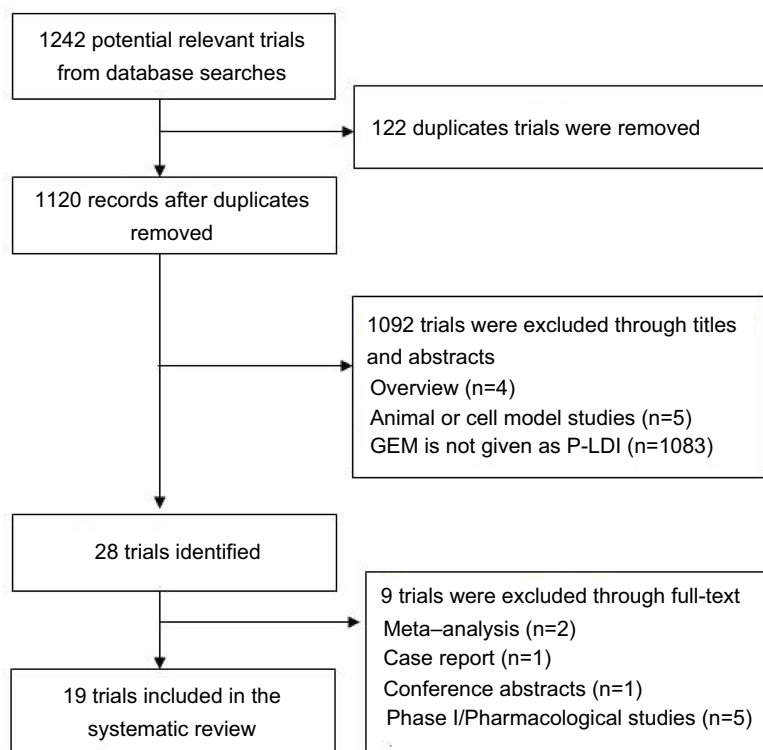 1242 potential relevant trials
from database searches
122 duplicates trials were removed
1120 records after duplicates
removed
1092 trials were excluded through titles
and abstracts
Overview (n=4)
Animal or cell model studies (n=5)
GEM is not given as P-LDI (n=1083)
28 trials identified
9 trials were excluded through full-text
Meta–analysis (n=2)
Case report (n=1)
Conference abstracts (n=1)
Phase I/Pharmacological studies (n=5)
19 trials included in the
systematic review